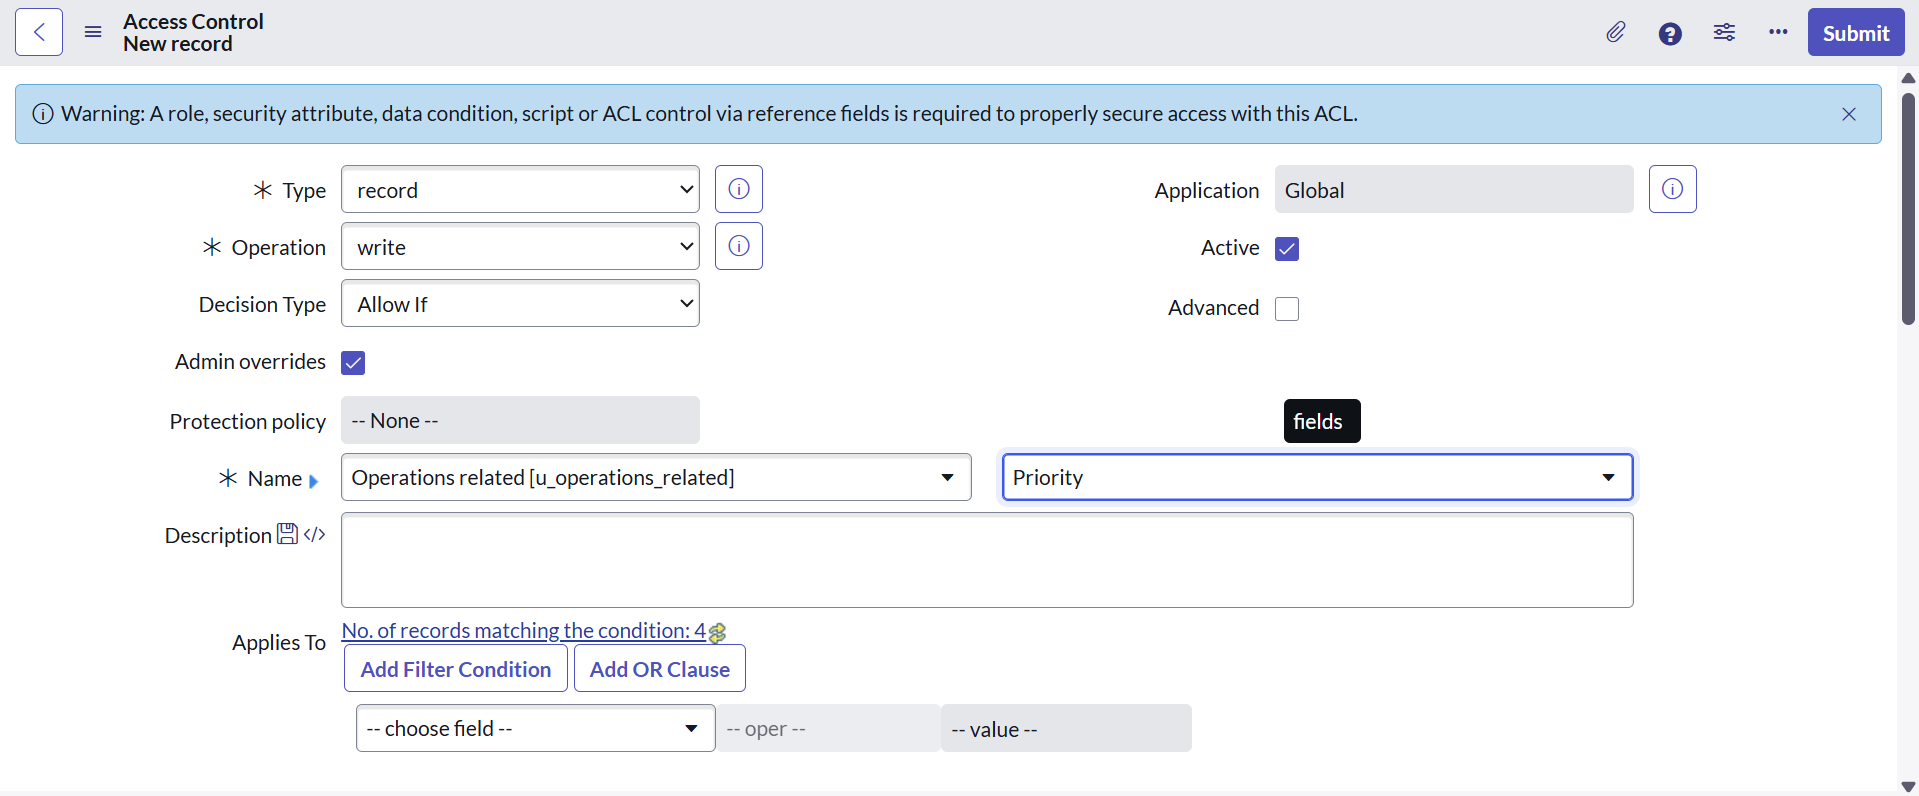 Access Control
New record
Submit
Warning: A role, security attribute, data condition, script or ACL control via reference fields is required to properly secure access with this ACL.
Type
record
Application
Global
Operation
write
Active
Decision Type
Allow If
Advanced
Admin overrides
Protection policy
-- None --
fields
Name
Operations related [u_operations_related]
Priority
Description
Applies To
No. of records matching the condition: 4
Add Filter Condition
Add OR Clause
-- choose field --
-- oper --
-- value --